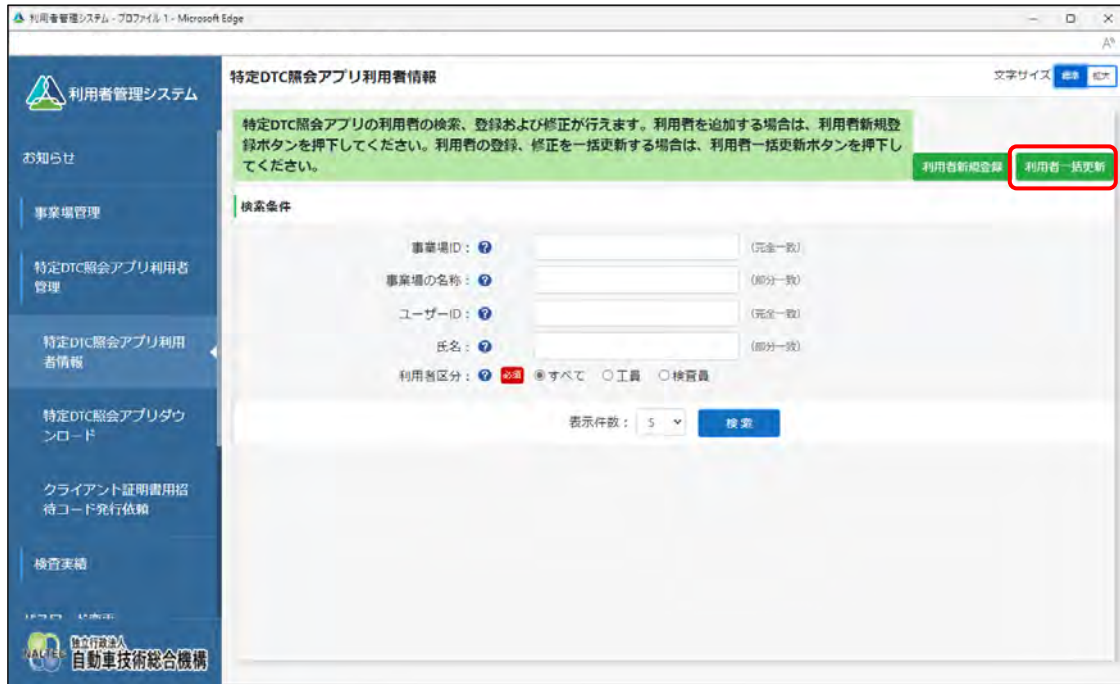 利用者管理システム - プロファイル 1 - Microsoft Edge
利用者管理システム
特定DTC照会アプリ利用者情報
文字サイズ 標準 拡大
特定DTC照会アプリの利用者の検索、登録および修正が行えます。利用者を追加する場合は、利用者新規登
録ボタンを押下してください。利用者の登録、修正を一括更新する場合は、利用者一括更新ボタンを押下し
てください。
利用者新規登録 利用者一括更新
お知らせ
事業場管理
特定DTC照会アプリ利用者
管理
特定DTC照会アプリ利用
者情報
特定DTC照会アプリダウ
ンロード
クライアント証明書用招
待コード発行依頼
検査実績
独立行政法人
自動車技術総合機構
検索条件
事業場ID： (完全一致)
事業場の名称： (部分一致)
ユーザーID： (完全一致)
氏名： (部分一致)
利用者区分： 必須 すべて 工員 検査員
表示件数： 5 検索